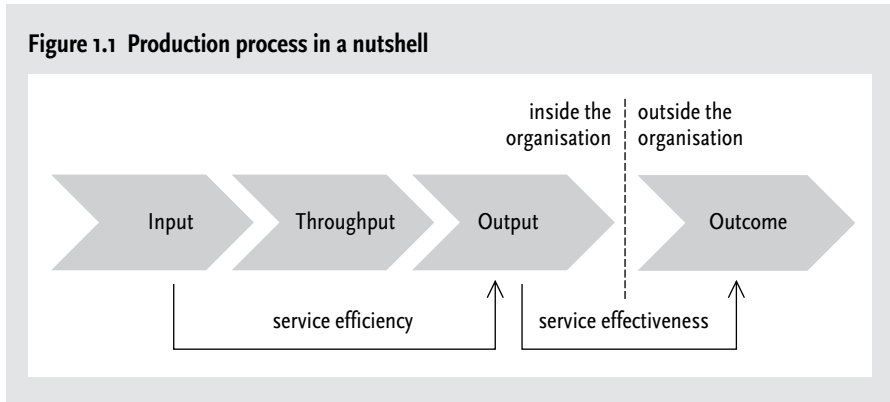 Figure 1.1 Production process in a nutshell
inside the
organisation
outside the
organisation
Input
Throughput
Output
Outcome
service efficiency
service effectiveness